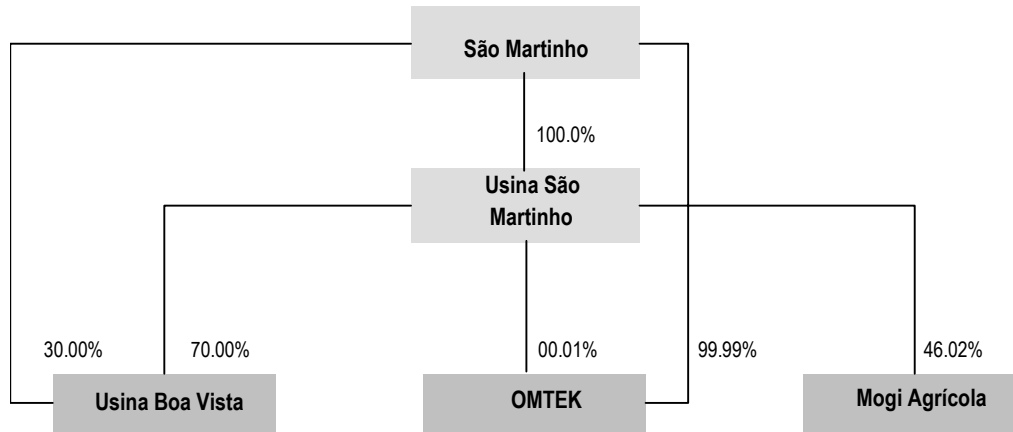 São Martinho
100.0%
Usina São
Martinho
30.00%
70.00%
00.01%
99.99%
46.02%
Usina Boa Vista
OMTEK
Mogi Agrícola